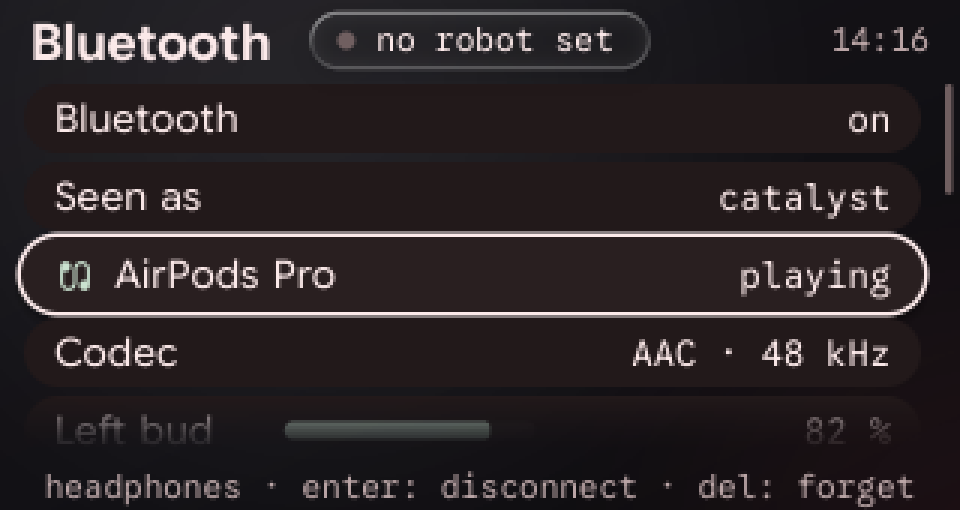 Bluetooth no robot set 14:16
Bluetooth on
Seen as catalyst
AirPods Pro playing
Codec AAC · 48 kHz
Left bud 82 %
headphones · enter: disconnect · del: forget